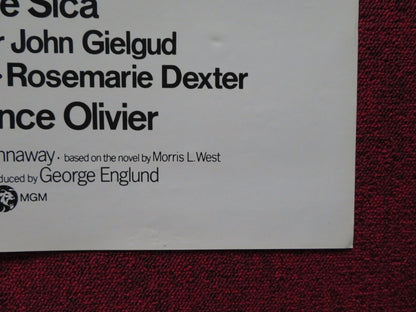 e Sica
r John Gielgud
· Rosemarie Dexter
nce Olivier
nnaway · based on the novel by Morris L. West
duced by George Englund
MGM